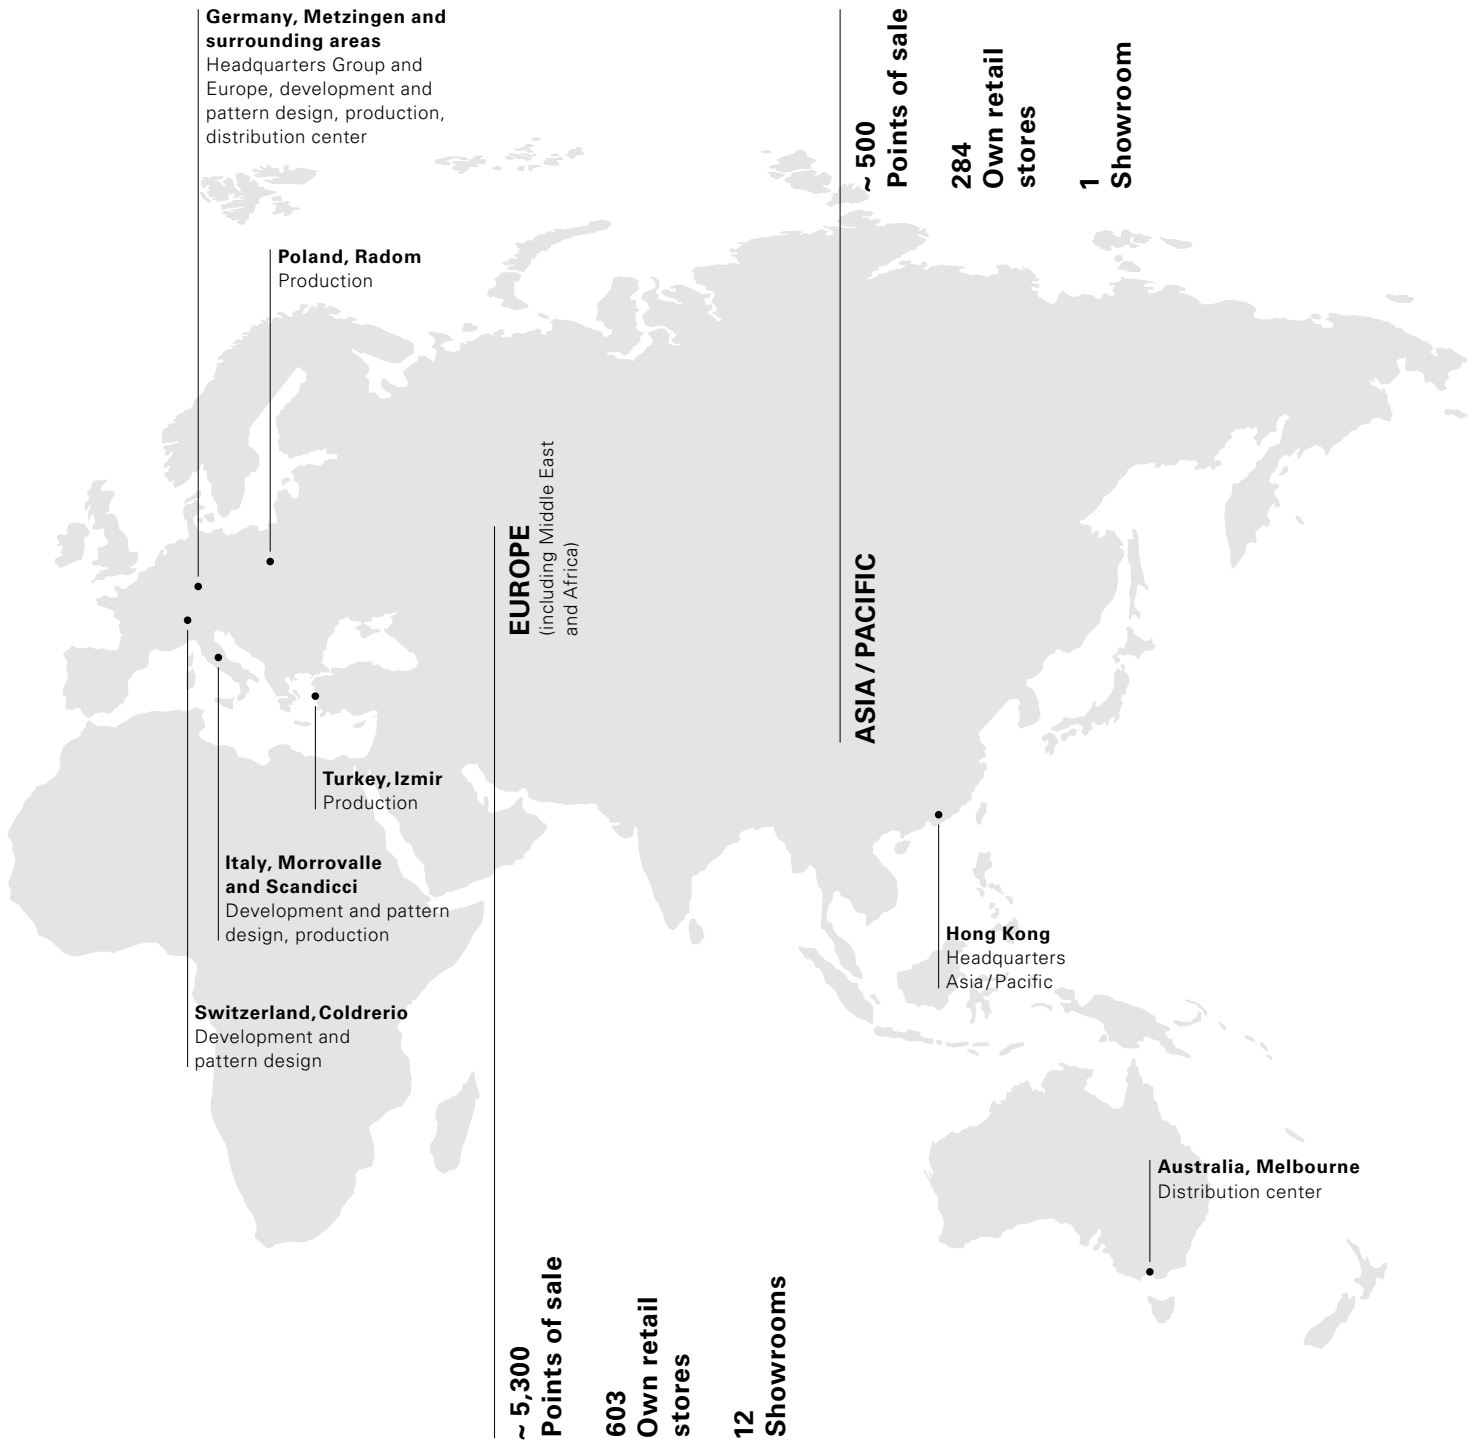 Germany, Metzingen and
surrounding areas
Headquarters Group and
Europe, development and
pattern design, production,
distribution center
Poland, Radom
Production
EUROPE
(including Middle East
and Africa)
~ 5,300
Points of sale
603
Own retail
stores
12
Showrooms
ASIA / PACIFIC
~ 500
Points of sale
284
Own retail
stores
1
Showroom
Turkey, Izmir
Production
Italy, Morrovalle
and Scandicci
Development and pattern
design, production
Switzerland, Coldrerio
Development and
pattern design
Hong Kong
Headquarters
Asia / Pacific
Australia, Melbourne
Distribution center